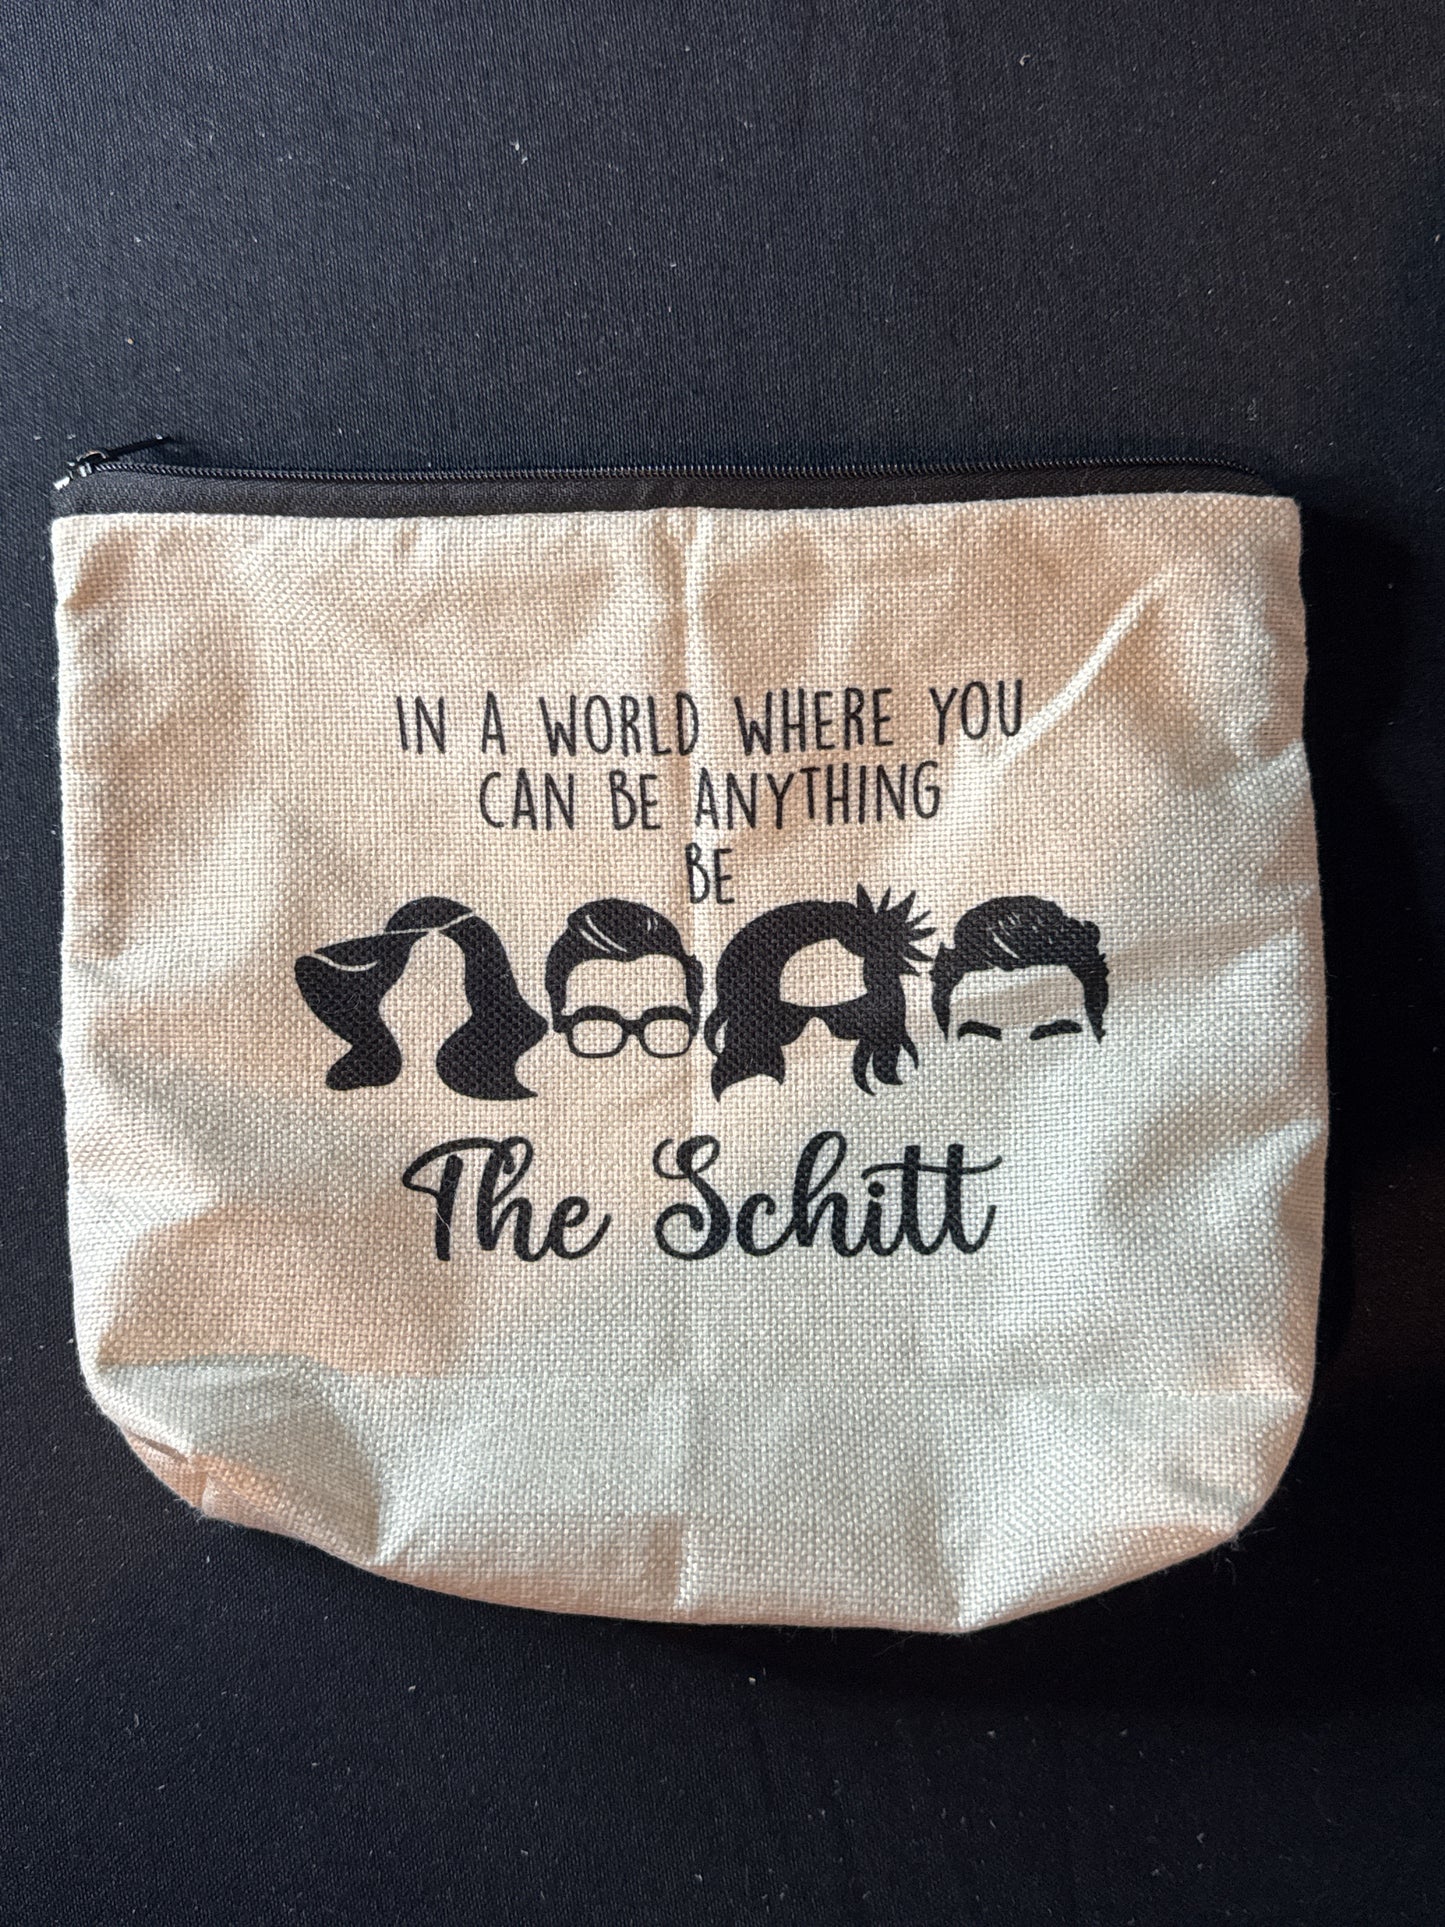 IN A WORLD WHERE YOU
CAN BE ANYTHING
BE
The Schitt